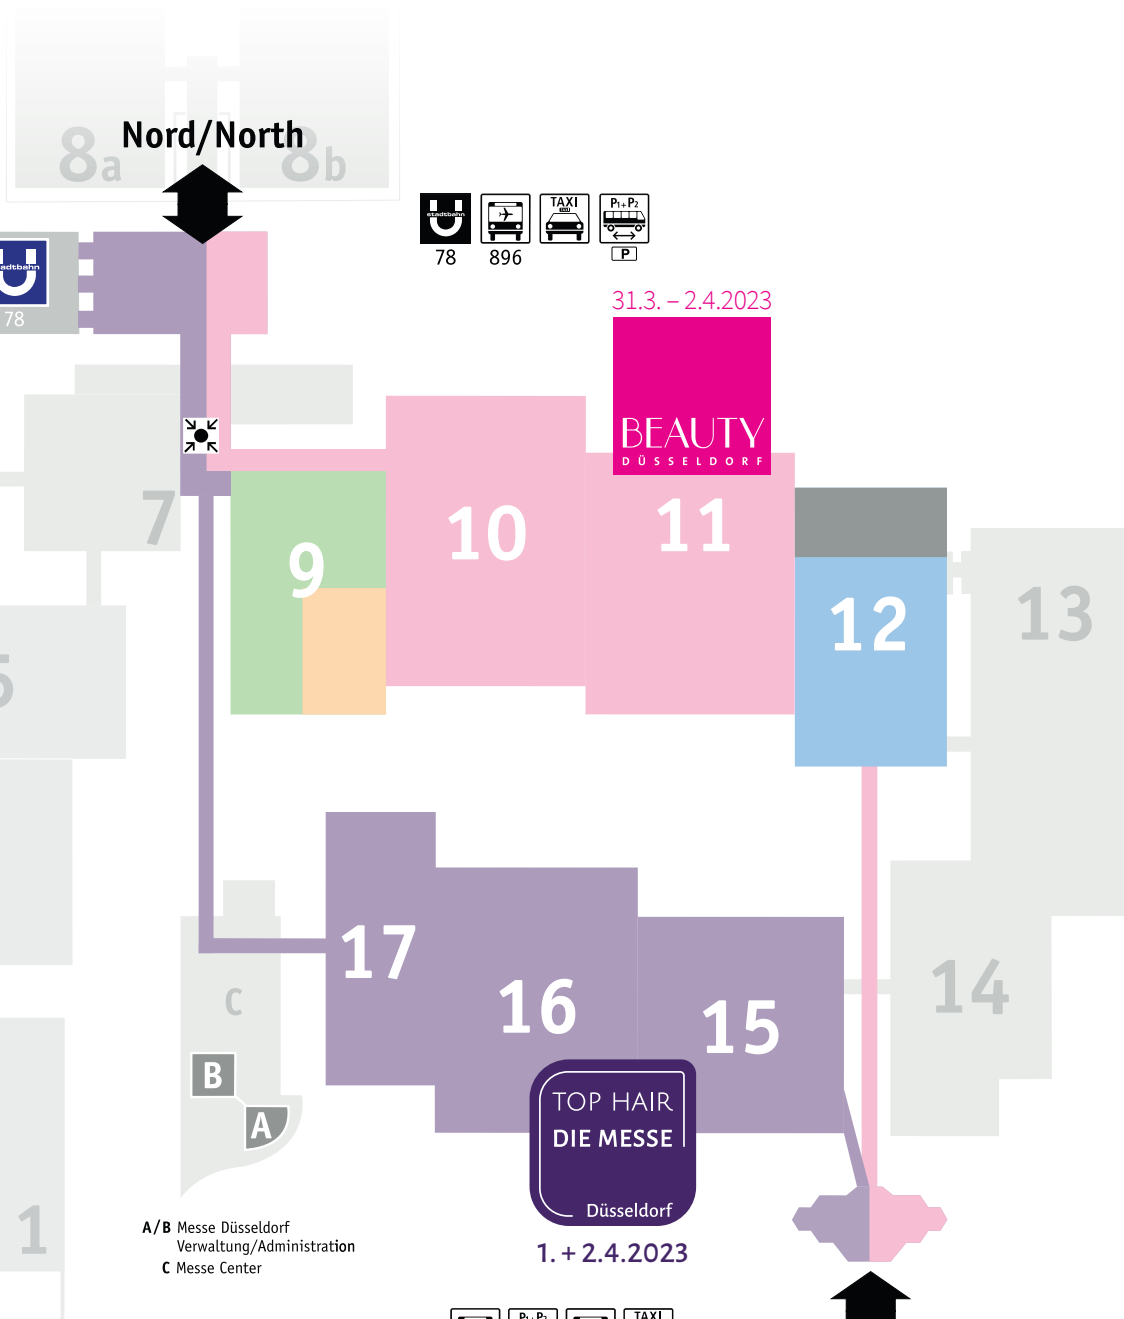 8a
8b
Nord/North
stadtbahn
TAXI
TAXI
P1+P2
78
896
P
stadtbahn
78
31.3. – 2.4.2023
BEAUTY
DÜSSELDORF
7
9
10
11
12
13
17
16
15
14
C
B
A
TOP HAIR
DIE MESSE
Düsseldorf
1. + 2.4.2023
1
A/B Messe Düsseldorf
Verwaltung/Administration
C Messe Center
P1+P2
TAXI